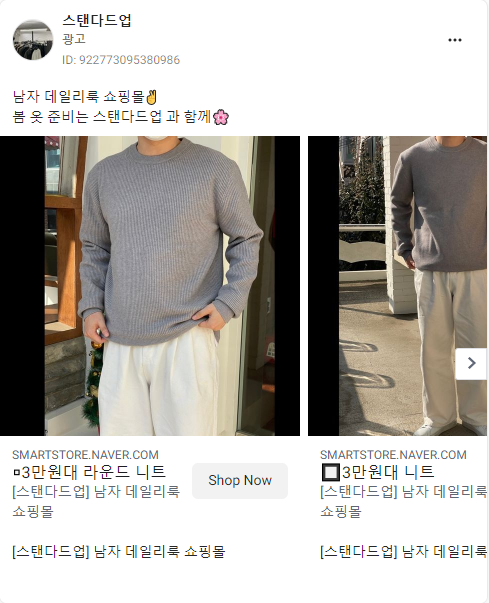 스탠다드업
광고
ID: 922773095380986
남자 데일리룩 쇼핑몰✌
봄 옷 준비는 스탠다드업 과 함께🌸
SMARTSTORE.NAVER.COM
▫3만원대 라운드 니트
[스탠다드업] 남자 데일리룩
쇼핑몰
Shop Now
[스탠다드업] 남자 데일리룩 쇼핑몰
SMARTSTORE.NAVER.COM
🔲3만원대 니트
[스탠다드업] 남자 데일리룩
쇼핑몰
[스탠다드업] 남자 데일리룩